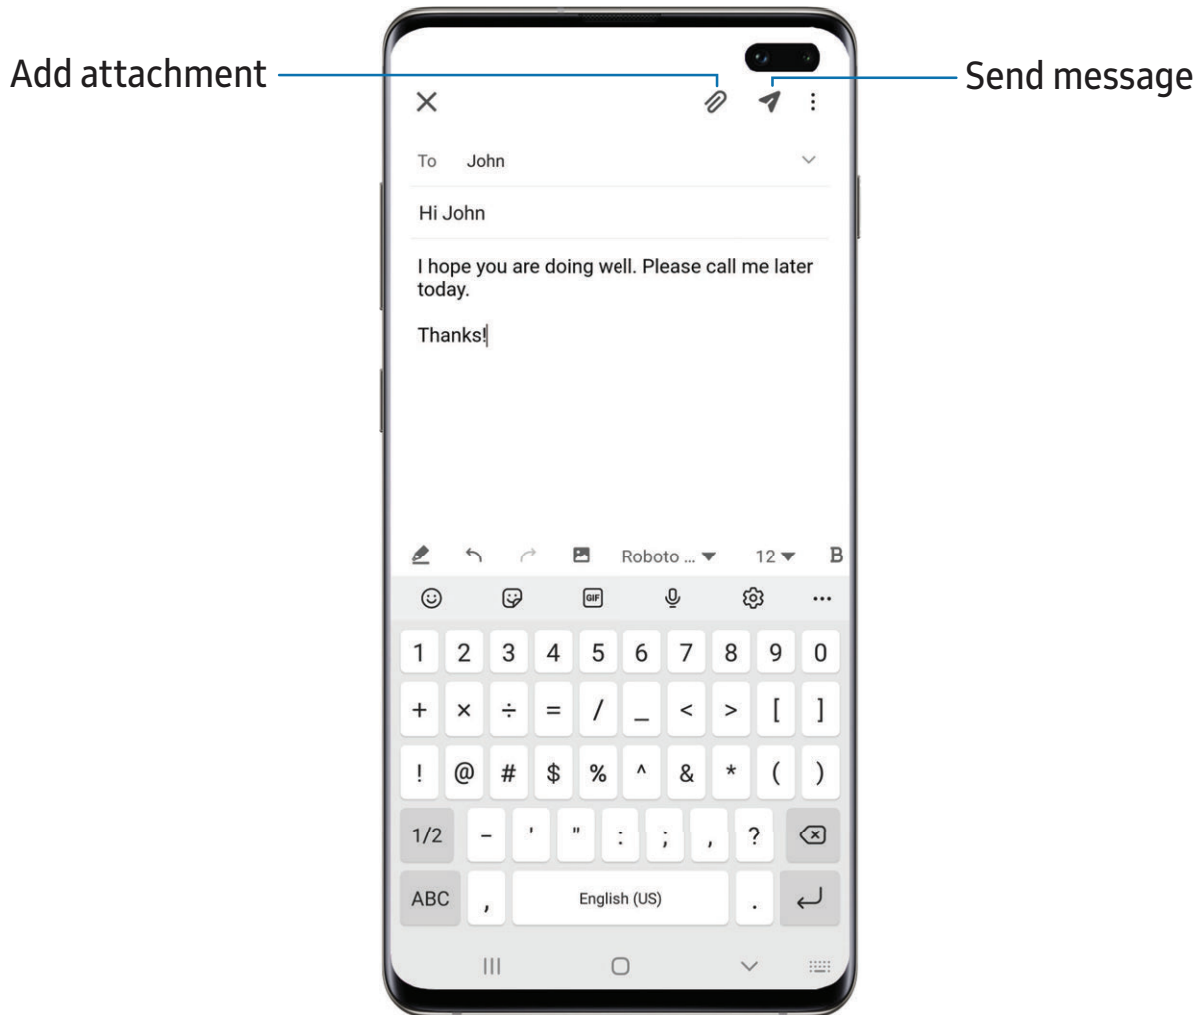 Add attachment
Send message
To John
Hi John
I hope you are doing well. Please call me later
today.
Thanks!
Roboto ... 12 B
GIF
1 2 3 4 5 6 7 8 9 0
+ × ÷ = / _ < > [ ]
! @ # $ % ^ & * ( )
1/2 - ' " : ; , ?
ABC , English (US) .